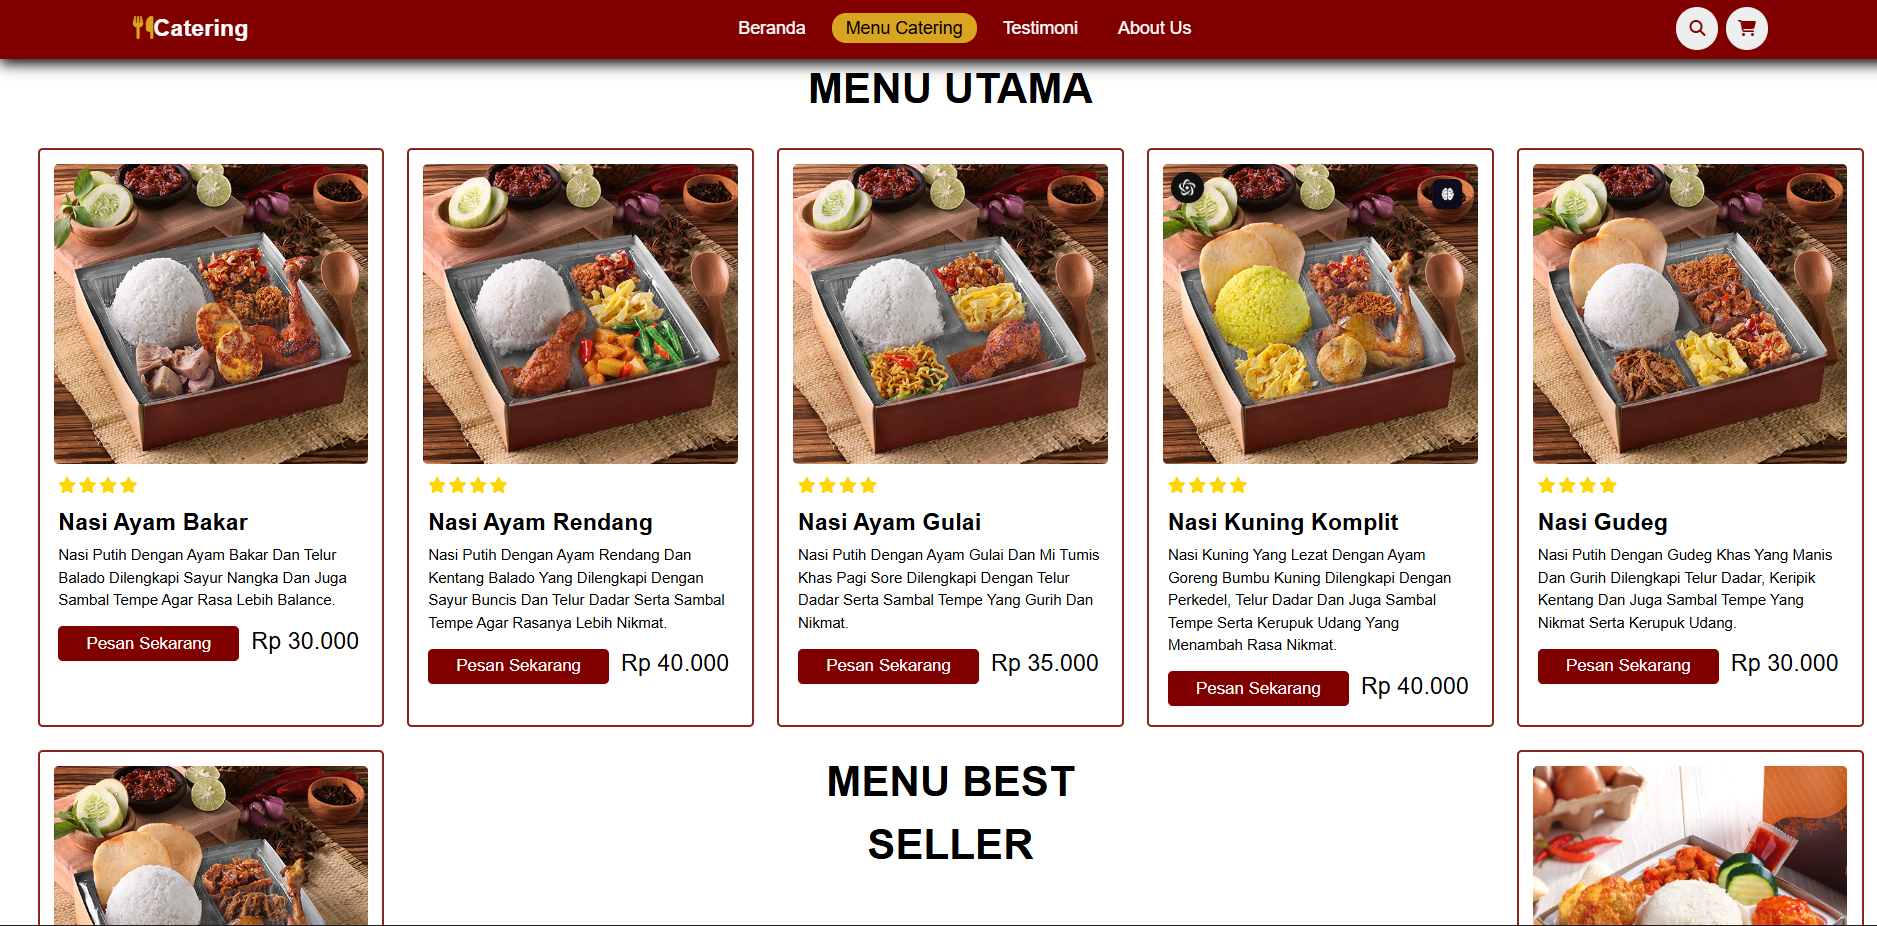 Catering
Beranda
Menu Catering
Testimoni
About Us
MENU UTAMA
Nasi Ayam Bakar
Nasi Putih Dengan Ayam Bakar Dan Telur
Balado Dilengkapi Sayur Nangka Dan Juga
Sambal Tempe Agar Rasa Lebih Balance.
Pesan Sekarang
Rp 30.000
Nasi Ayam Rendang
Nasi Putih Dengan Ayam Rendang Dan
Kentang Balado Yang Dilengkapi Dengan
Sayur Buncis Dan Telur Dadar Serta Sambal
Tempe Agar Rasanya Lebih Nikmat.
Pesan Sekarang
Rp 40.000
Nasi Ayam Gulai
Nasi Putih Dengan Ayam Gulai Dan Mi Tumis
Khas Pagi Sore Dilengkapi Dengan Telur
Dadar Serta Sambal Tempe Yang Gurih Dan
Nikmat.
Pesan Sekarang
Rp 35.000
Nasi Kuning Komplit
Nasi Kuning Yang Lezat Dengan Ayam
Goreng Bumbu Kuning Dilengkapi Dengan
Perkedel, Telur Dadar Dan Juga Sambal
Tempe Serta Kerupuk Udang Yang
Menambah Rasa Nikmat.
Pesan Sekarang
Rp 40.000
Nasi Gudeg
Nasi Putih Dengan Gudeg Khas Yang Manis
Dan Gurih Dilengkapi Telur Dadar, Keripik
Kentang Dan Juga Sambal Tempe Yang
Nikmat Serta Kerupuk Udang.
Pesan Sekarang
Rp 30.000
MENU BEST
SELLER